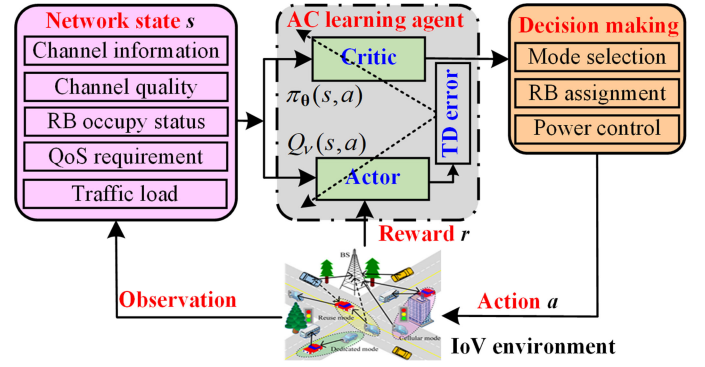 Network state s
Channel information
Channel quality
RB occupy status
QoS requirement
Traffic load
AC learning agent
Critic
π_θ(s,a)
Q_ν(s,a)
Actor
TD error
Decision making
Mode selection
RB assignment
Power control
Reward r
Observation
Action a
BS
Reuse mode
Dedicated mode
Cellular mode
IoV environment